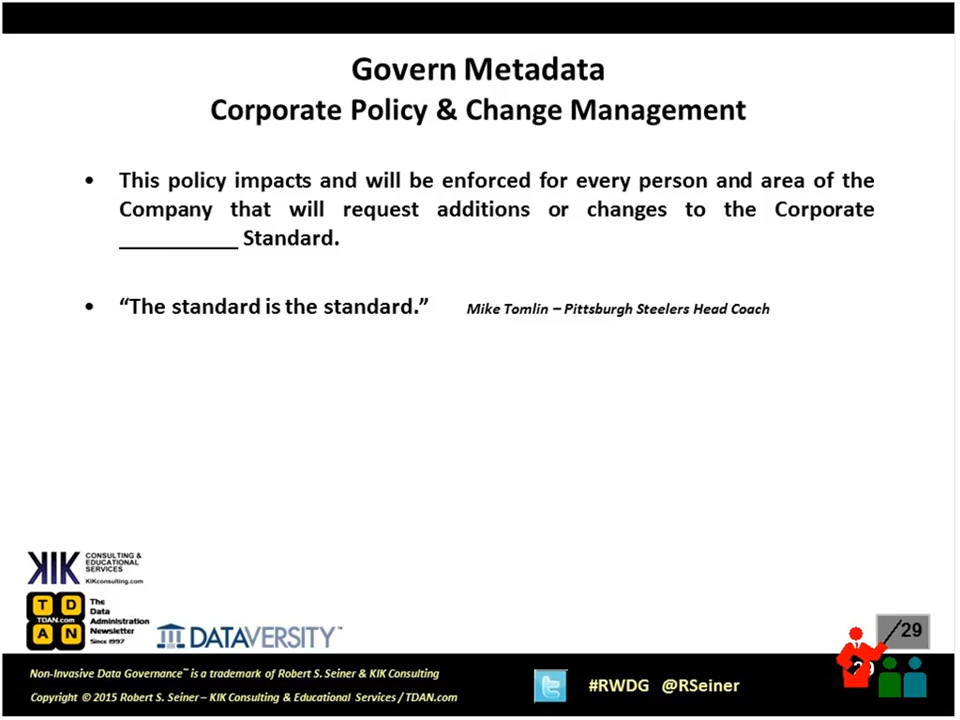 Govern Metadata
Corporate Policy & Change Management
• This policy impacts and will be enforced for every person and area of the
Company that will request additions or changes to the Corporate
__________ Standard.
• “The standard is the standard.” Mike Tomlin – Pittsburgh Steelers Head Coach
KIK CONSULTING &
EDUCATIONAL
SERVICES
KIKconsulting.com
T D
TDAN.com
A N
The
Data
Administration
Newsletter
Since 1997
DATAVERSITY™
29
Non-Invasive Data Governance™ is a trademark of Robert S. Seiner & KIK Consulting
Copyright © 2015 Robert S. Seiner – KIK Consulting & Educational Services / TDAN.com
#RWDG @RSeiner